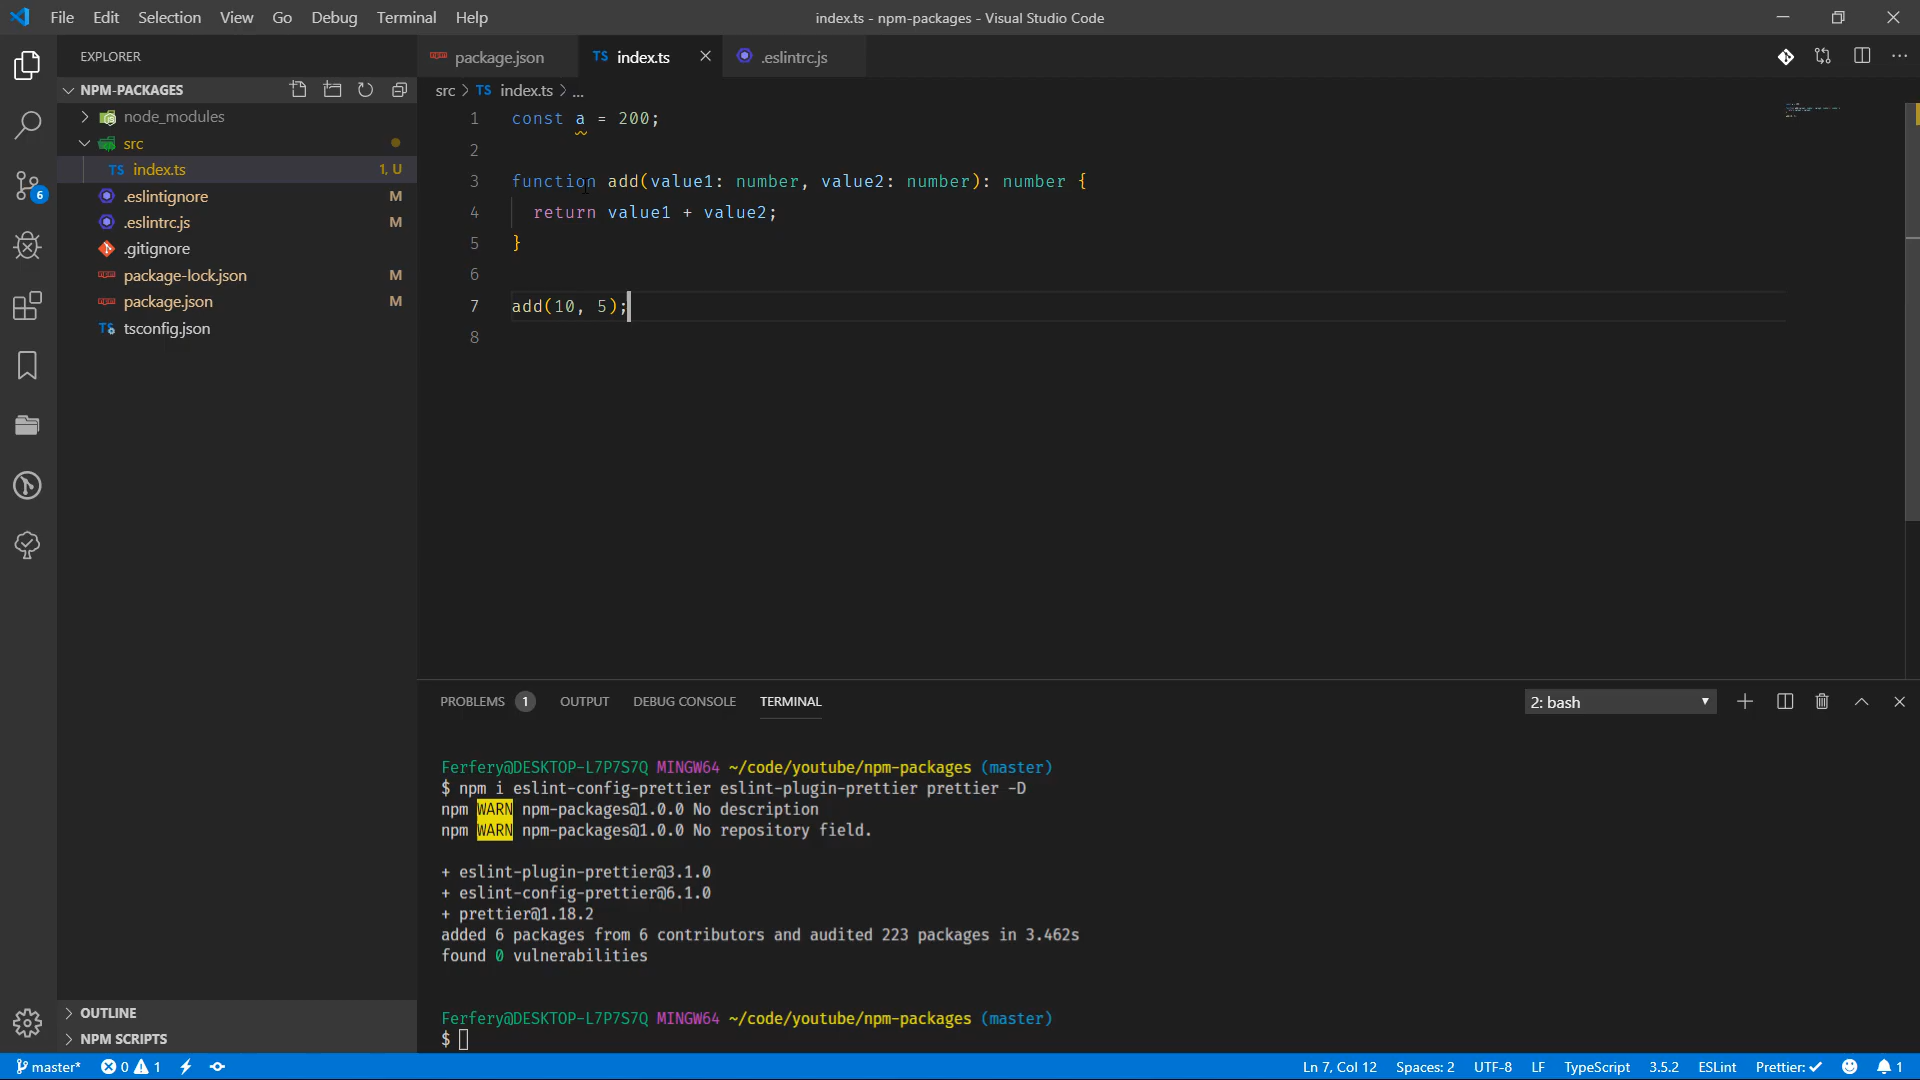 File Edit Selection View Go Debug Terminal Help
index.ts - npm-packages - Visual Studio Code
EXPLORER
NPM-PACKAGES
node_modules
src
TS index.ts 1, U
.eslintignore M
.eslintrc.js M
.gitignore
package-lock.json M
package.json M
TS tsconfig.json
OUTLINE
NPM SCRIPTS
6
package.json
TS index.ts
.eslintrc.js
src > TS index.ts > ...
1 const a = 200;
2
3 function add(value1: number, value2: number): number {
4 return value1 + value2;
5 }
6
7 add(10, 5);
8
PROBLEMS 1 OUTPUT DEBUG CONSOLE TERMINAL
2: bash
Ferfery@DESKTOP-L7P7S7Q MINGW64 ~/code/youtube/npm-packages (master)
$ npm i eslint-config-prettier eslint-plugin-prettier prettier -D
npm WARN npm-packages@1.0.0 No description
npm WARN npm-packages@1.0.0 No repository field.
+ eslint-plugin-prettier@3.1.0
+ eslint-config-prettier@6.1.0
+ prettier@1.18.2
added 6 packages from 6 contributors and audited 223 packages in 3.462s
found 0 vulnerabilities
Ferfery@DESKTOP-L7P7S7Q MINGW64 ~/code/youtube/npm-packages (master)
$
master* 0 1
Ln 7, Col 12 Spaces: 2 UTF-8 LF TypeScript 3.5.2 ESLint Prettier: ✓ 1